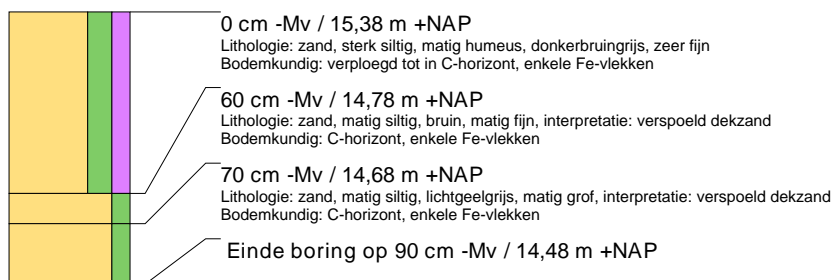 0 cm -Mv / 15,38 m +NAP
Lithologie: zand, sterk siltig, matig humeus, donkerbruingrijs, zeer fijn
Bodemkundig: verploegd tot in C-horizont, enkele Fe-vlekken
60 cm -Mv / 14,78 m +NAP
Lithologie: zand, matig siltig, bruin, matig fijn, interpretatie: verspoeld dekzand
Bodemkundig: C-horizont, enkele Fe-vlekken
70 cm -Mv / 14,68 m +NAP
Lithologie: zand, matig siltig, lichtgeelgrijs, matig grof, interpretatie: verspoeld dekzand
Bodemkundig: C-horizont, enkele Fe-vlekken
Einde boring op 90 cm -Mv / 14,48 m +NAP